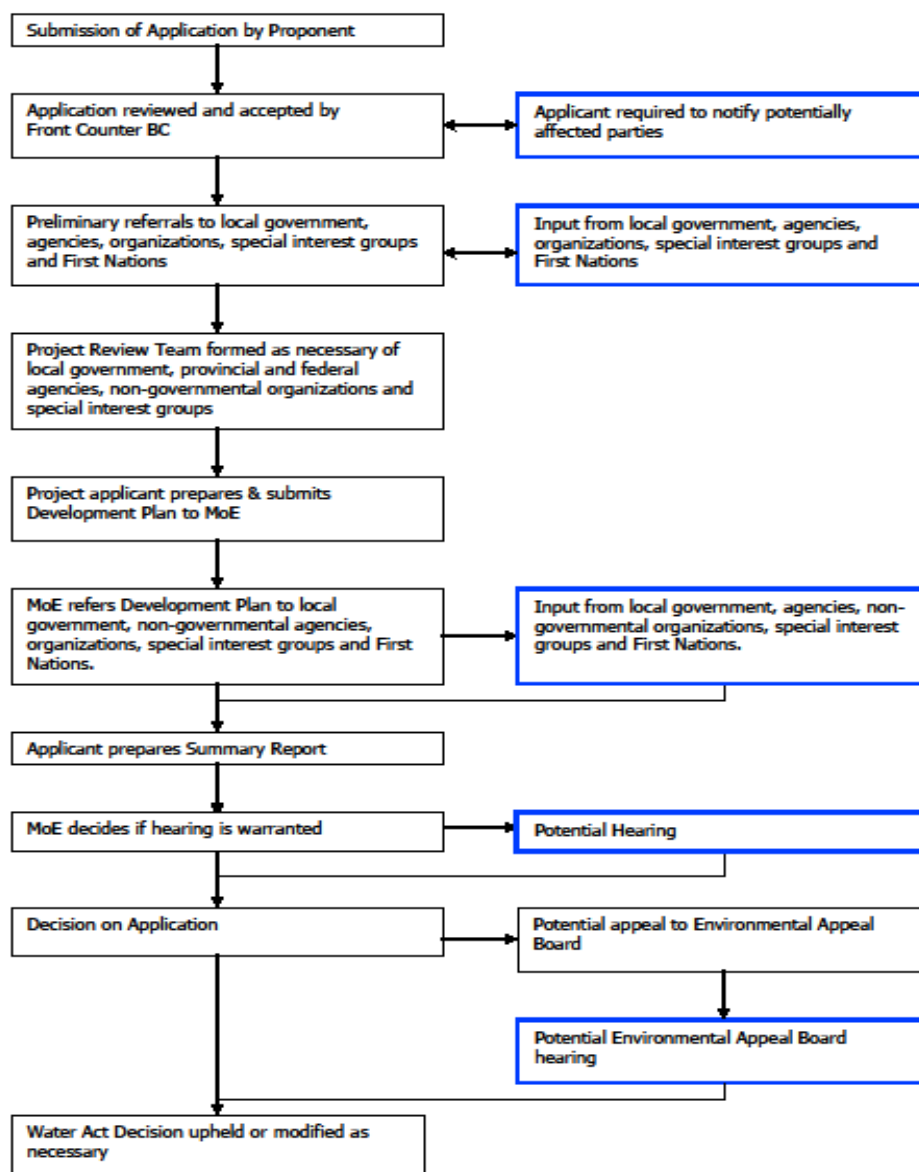 Submission of Application by Proponent
Application reviewed and accepted by
Front Counter BC
Applicant required to notify potentially
affected parties
Preliminary referrals to local government,
agencies, organizations, special interest groups
and First Nations
Input from local government, agencies,
organizations, special interest groups and
First Nations
Project Review Team formed as necessary of
local government, provincial and federal
agencies, non-governmental organizations and
special interest groups
Project applicant prepares & submits
Development Plan to MoE
MoE refers Development Plan to local
government, non-governmental agencies,
organizations, special interest groups and First
Nations.
Input from local government, agencies, non-
governmental organizations, special interest
groups and First Nations.
Applicant prepares Summary Report
MoE decides if hearing is warranted
Potential Hearing
Decision on Application
Potential appeal to Environmental Appeal
Board
Potential Environmental Appeal Board
hearing
Water Act Decision upheld or modified as
necessary